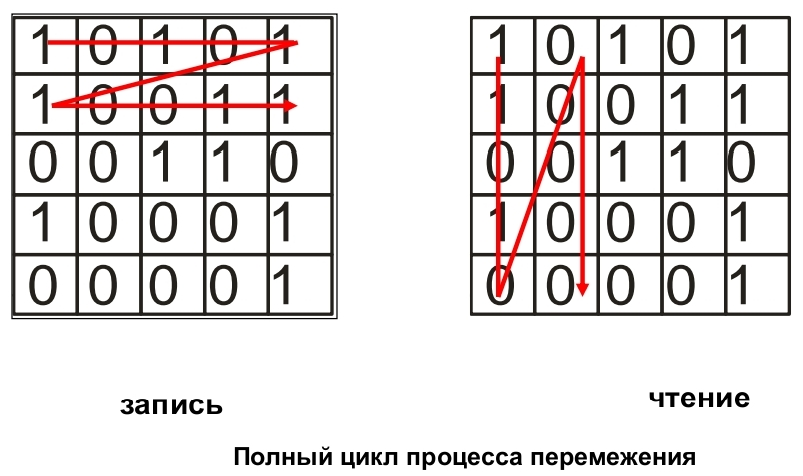 1 0 1 0 1 1 0 1 0 1
1 0 0 1 1 1 0 0 1 1
0 0 1 1 0 0 0 1 1 0
1 0 0 0 1 1 0 0 0 1
0 0 0 0 1 0 0 0 0 1
запись чтение
Полный цикл процесса перемежения